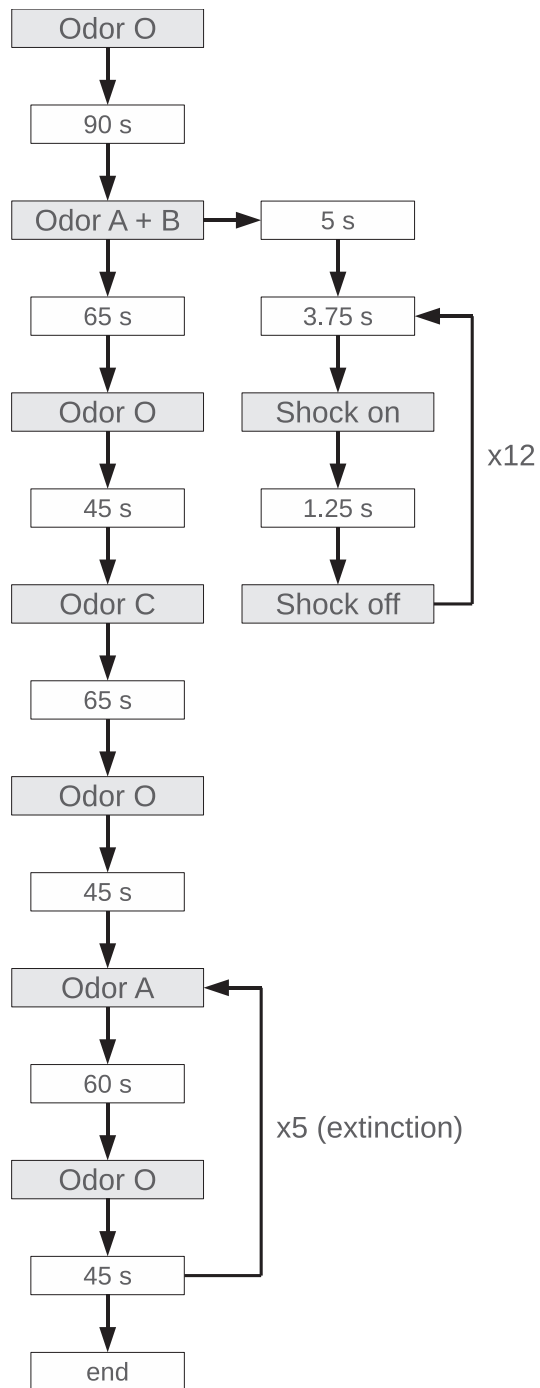 Odor O
90 s
Odor A + B
5 s
65 s
3.75 s
Odor O
Shock on
x12
45 s
1.25 s
Odor C
Shock off
65 s
Odor O
45 s
Odor A
60 s
x5 (extinction)
Odor O
45 s
end